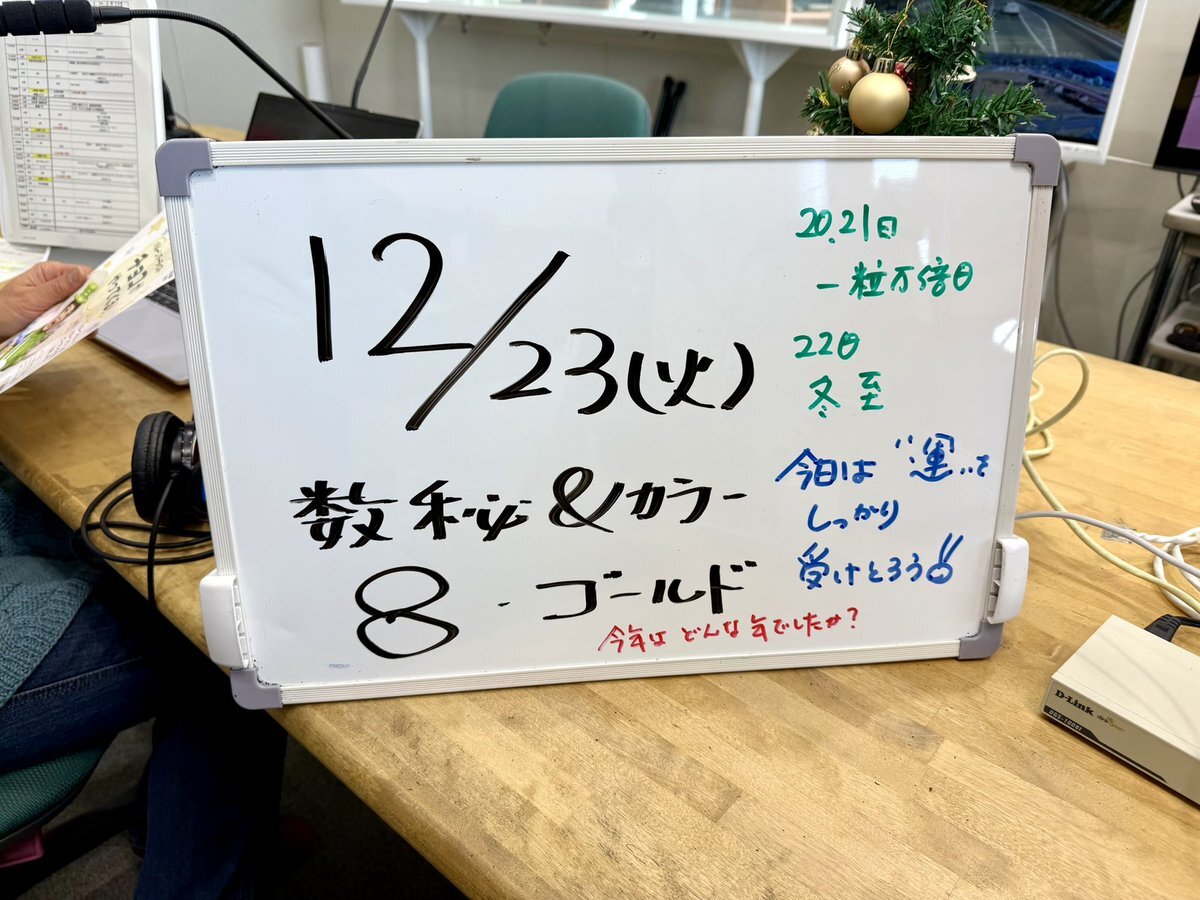 12/23(火)
数秘&カラー
8-ゴールド
今年はどんな年でしたか?
20.21日
一粒万倍日
22日
冬至
今日は"運"を
しっかり
受けとろう
D-Link